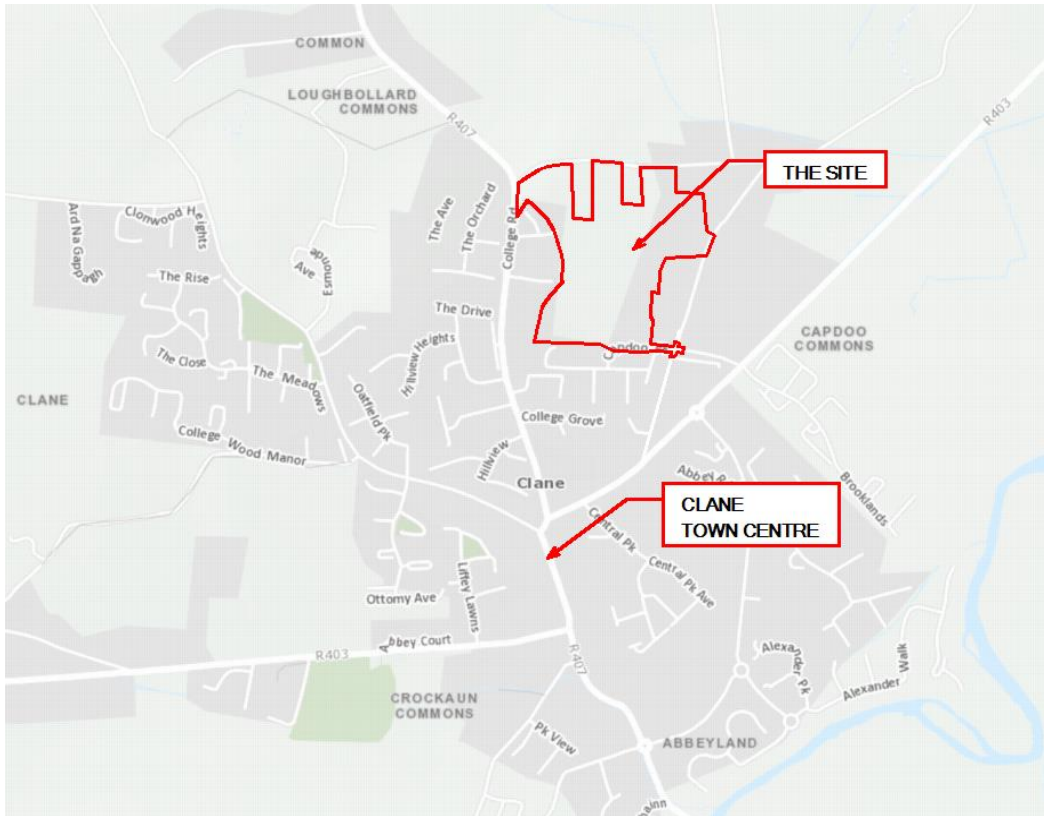 COMMON
LOUGHBOLLARD
COMMONS
R407
R403
THE SITE
Ard Na Gappagh
Clonwood Heights
Esmonde
Ave
The Ave
The Orchard
College Rd
The Rise
The Drive
Hillview Heights
The Close
The Meadows
Oatfield Pk
CAPDOO
COMMONS
CLANE
College Wood Manor
College Grove
Hillview
Clane
Brooklands
CLANE
TOWN CENTRE
Central Pk
Central Pk Ave
Liffey Lawns
Ottomy Ave
Abbey Court
R403
R407
CROCKAUN
COMMONS
Pk View
ABBEYLAND
Alexander Pk
Alexander Walk